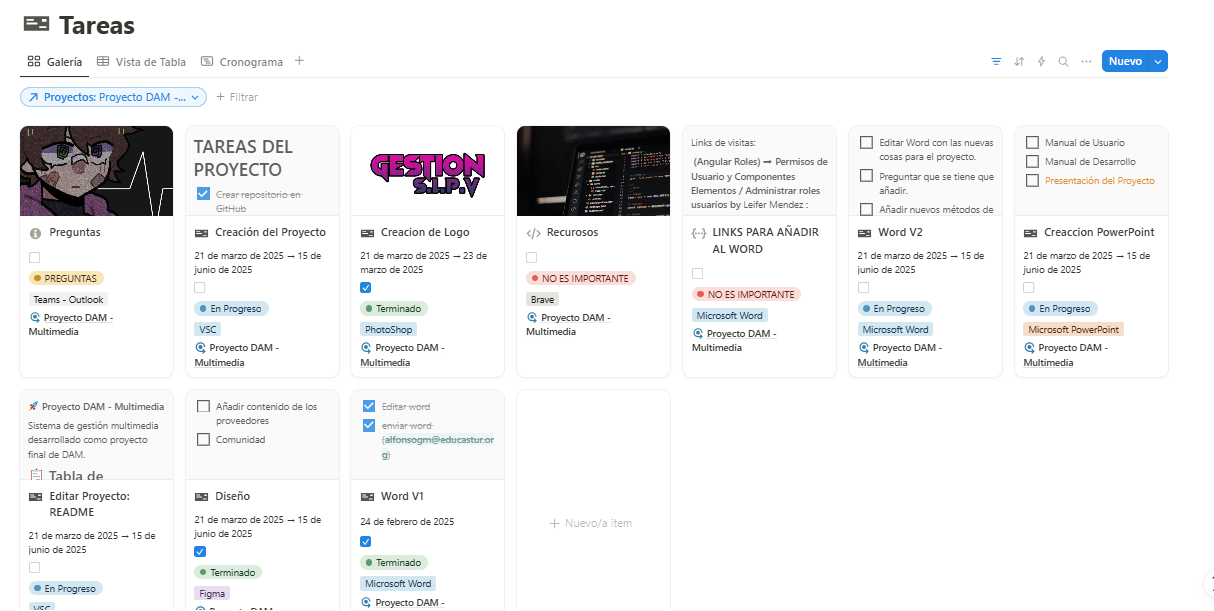 Tareas
Galería
Vista de Tabla
Cronograma
Nuevo
Proyectos: Proyecto DAM -...
Filtrar
Preguntas
PREGUNTAS
Teams - Outlook
Proyecto DAM -
Multimedia
TAREAS DEL
PROYECTO
Crear repositorio en
GitHub
Creación del Proyecto
21 de marzo de 2025 → 15 de
junio de 2025
En Progreso
VSC
Proyecto DAM -
Multimedia
GESTION
S.I.P.V
Creacion de Logo
21 de marzo de 2025 → 23 de
marzo de 2025
Terminado
PhotoShop
Proyecto DAM -
Multimedia
Recurosos
NO ES IMPORTANTE
Brave
Proyecto DAM -
Multimedia
Links de visitas:
(Angular Roles) → Permisos de
Usuario y Componentes
Elementos / Administrar roles
usuarios by Leifer Mendez :
LINKS PARA AÑADIR
AL WORD
NO ES IMPORTANTE
Microsoft Word
Proyecto DAM -
Multimedia
Editar Word con las nuevas
cosas para el proyecto.
Preguntar que se tiene que
añadir.
Añadir nuevos métodos de
Word V2
21 de marzo de 2025 → 15 de
junio de 2025
En Progreso
Microsoft Word
Proyecto DAM -
Multimedia
Manual de Usuario
Manual de Desarrollo
Presentación del Proyecto
Creaccion PowerPoint
21 de marzo de 2025 → 15 de
junio de 2025
En Progreso
Microsoft PowerPoint
Proyecto DAM -
Multimedia
Proyecto DAM - Multimedia
Sistema de gestión multimedia
desarrollado como proyecto
final de DAM.
Tabla de
Editar Proyecto:
README
21 de marzo de 2025 → 15 de
junio de 2025
En Progreso
VSC
Añadir contenido de los
proveedores
Comunidad
Diseño
21 de marzo de 2025 → 15 de
junio de 2025
Terminado
Figma
Proyecto DAM -
Editar word
enviar word
(alfonsogm@educastur.or
g)
Word V1
24 de febrero de 2025
Terminado
Microsoft Word
Proyecto DAM -
Nuevo/a item